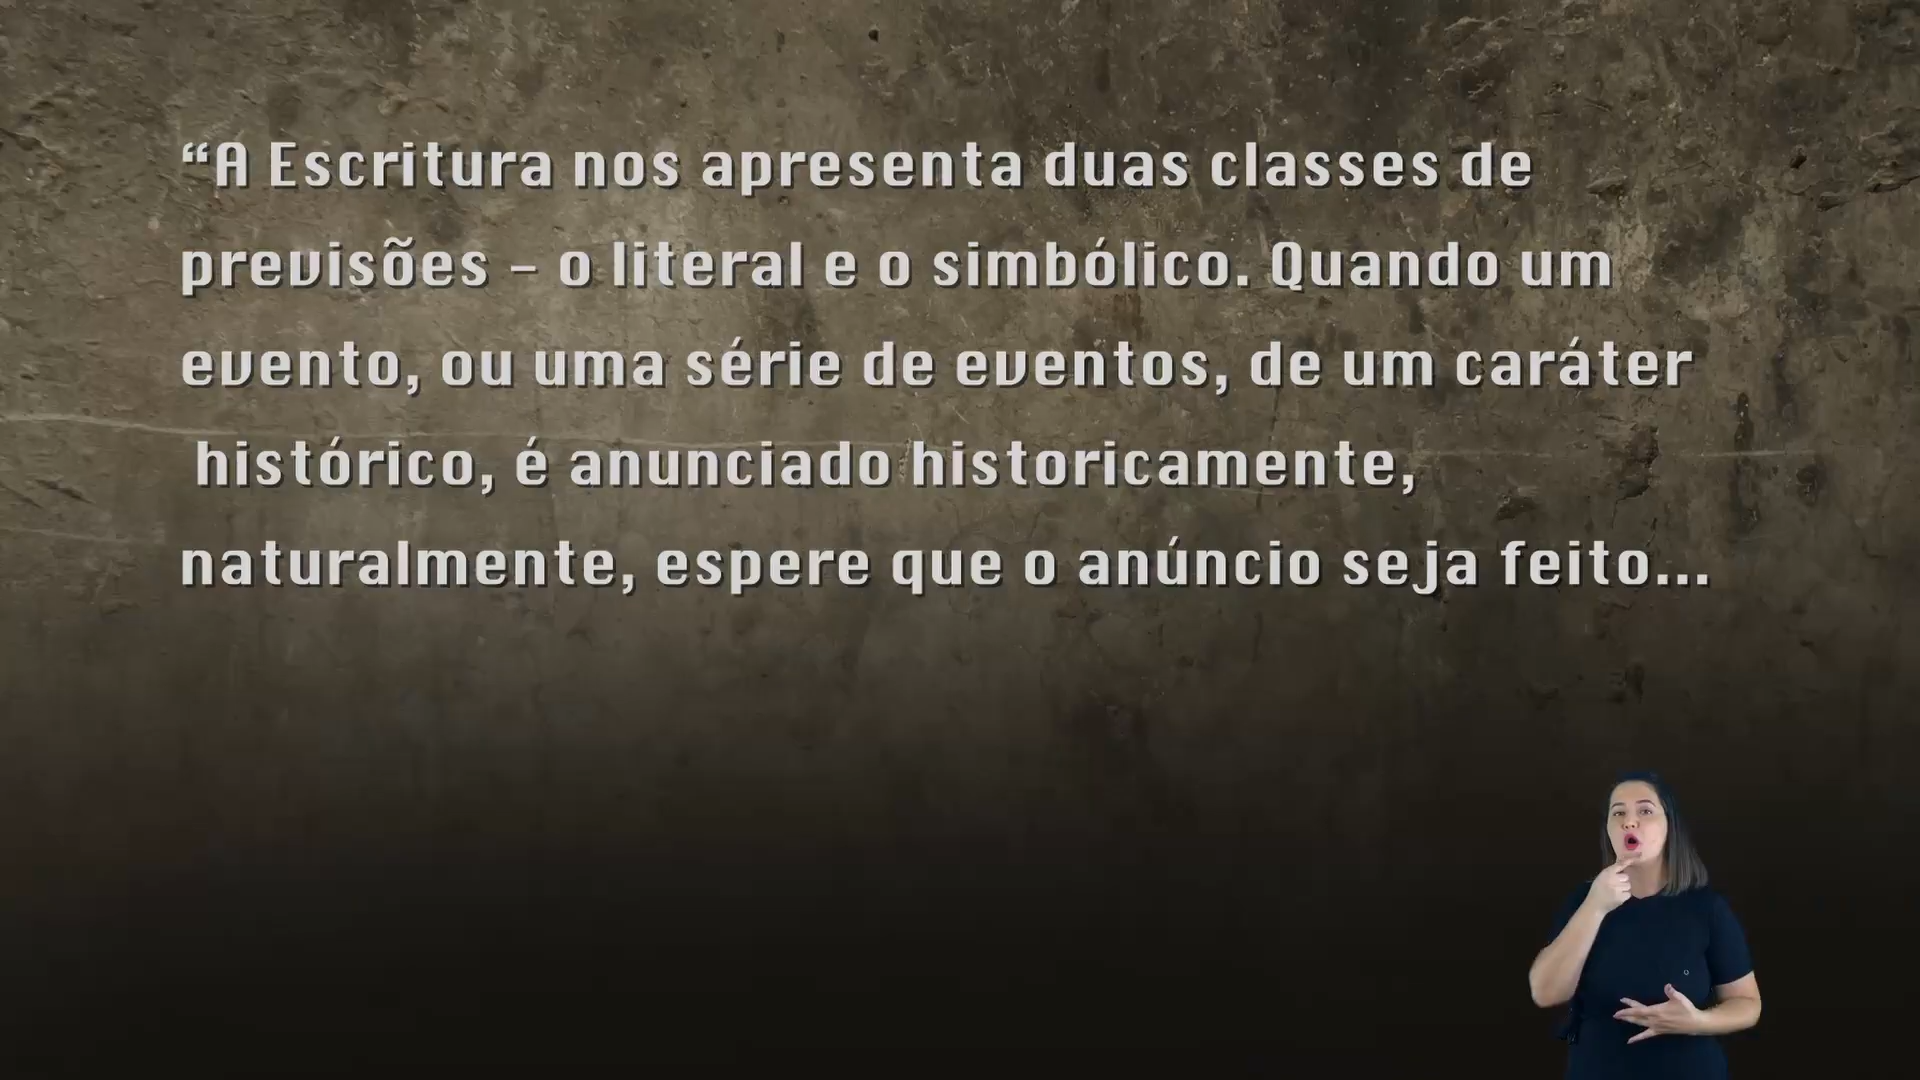 “A Escritura nos apresenta duas classes de
previsões – o literal e o simbólico. Quando um
evento, ou uma série de eventos, de um caráter
histórico, é anunciado historicamente,
naturalmente, espere que o anúncio seja feito...